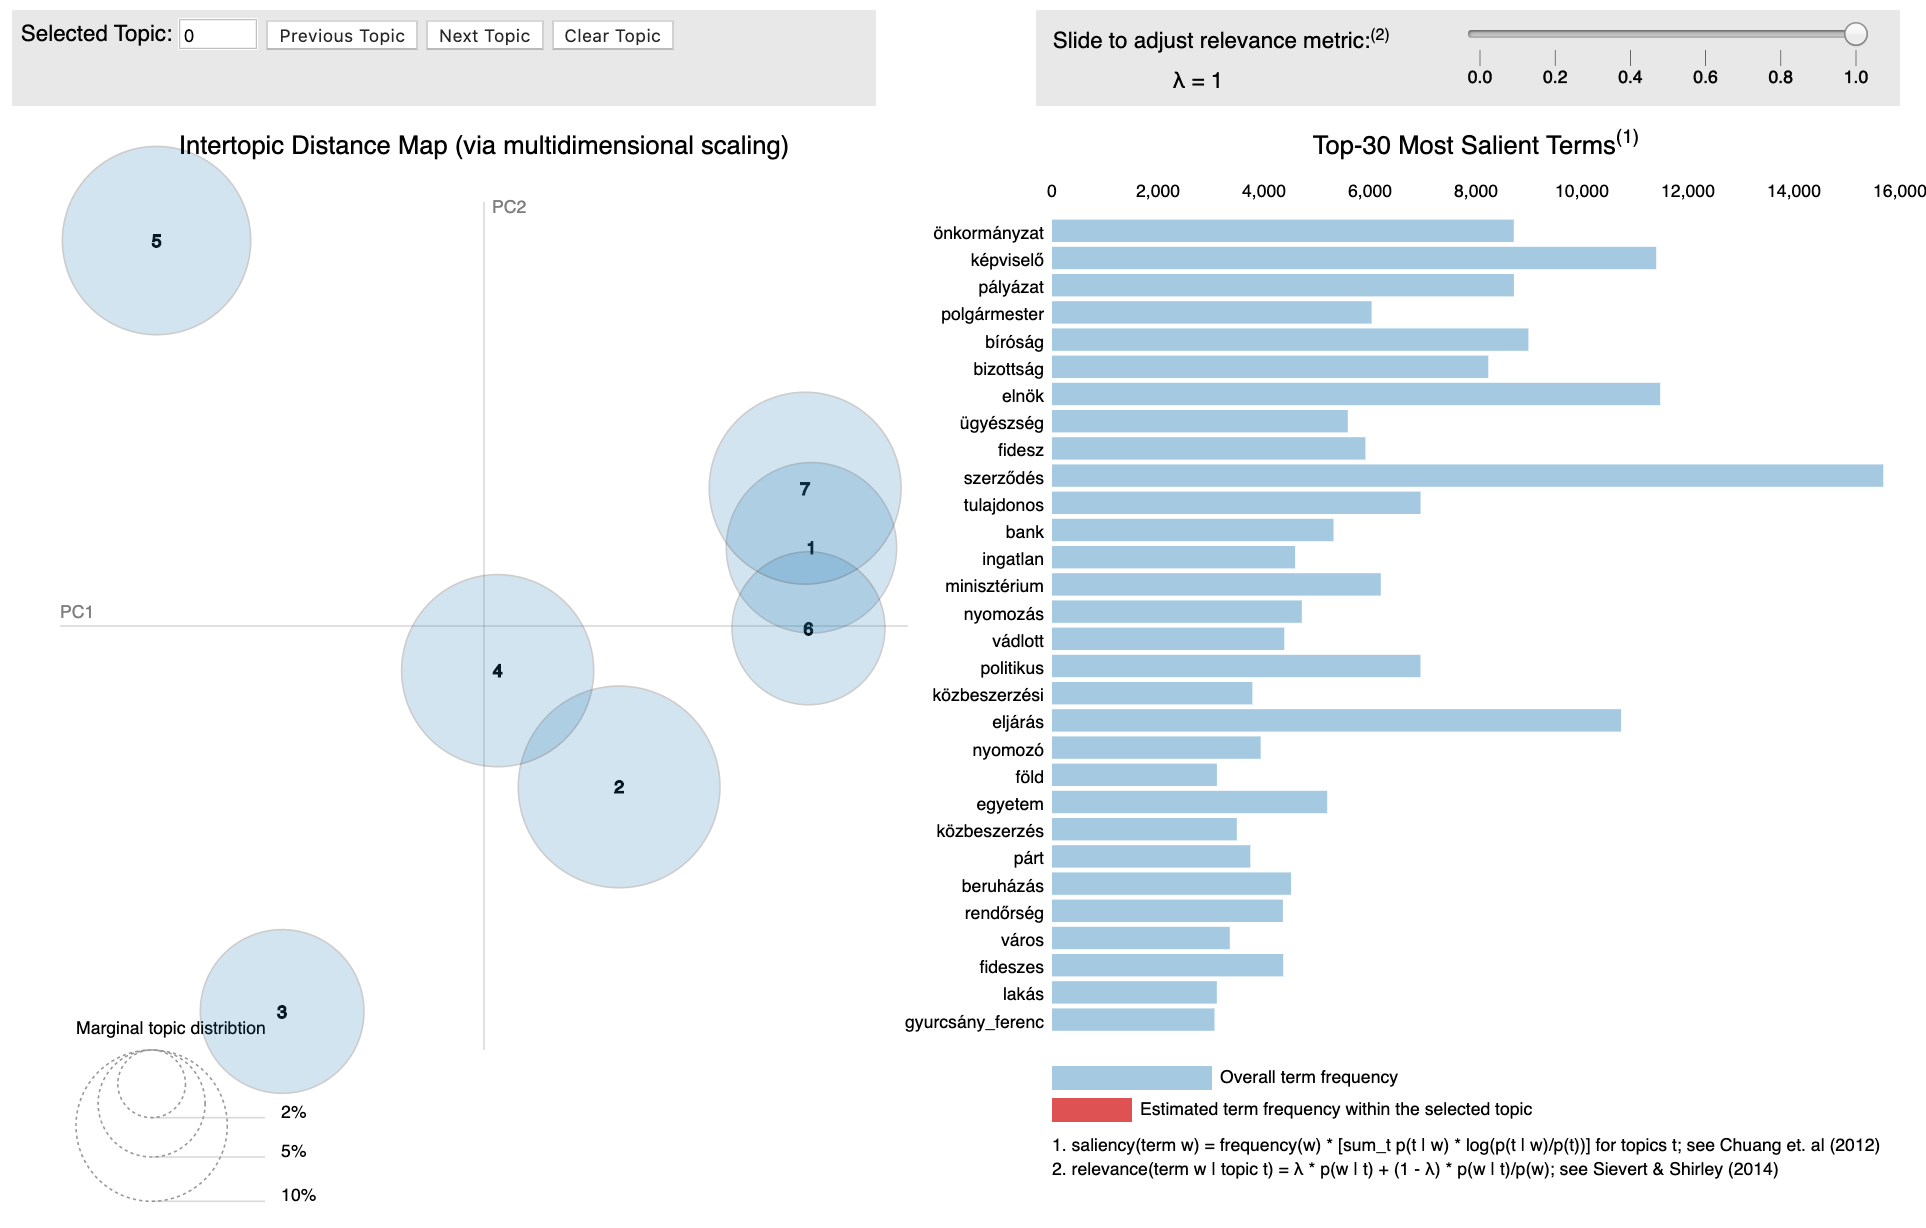 Selected Topic: 0 Previous Topic Next Topic Clear Topic
Slide to adjust relevance metric:(2)
λ = 1
0.0 0.2 0.4 0.6 0.8 1.0
Intertopic Distance Map (via multidimensional scaling)
PC2
PC1
5
7
1
6
4
2
3
Marginal topic distribtion
2%
5%
10%
Top-30 Most Salient Terms(1)
0 2,000 4,000 6,000 8,000 10,000 12,000 14,000 16,000
önkormányzat
képviselő
pályázat
polgármester
bíróság
bizottság
elnök
ügyészség
fidesz
szerződés
tulajdonos
bank
ingatlan
minisztérium
nyomozás
vádlott
politikus
közbeszerzési
eljárás
nyomozó
föld
egyetem
közbeszerzés
párt
beruházás
rendőrség
város
fideszes
lakás
gyurcsány_ferenc
Overall term frequency
Estimated term frequency within the selected topic
1. saliency(term w) = frequency(w) * [sum_t p(t | w) * log(p(t | w)/p(t))] for topics t; see Chuang et. al (2012)
2. relevance(term w | topic t) = λ * p(w | t) + (1 - λ) * p(w | t)/p(w); see Sievert & Shirley (2014)